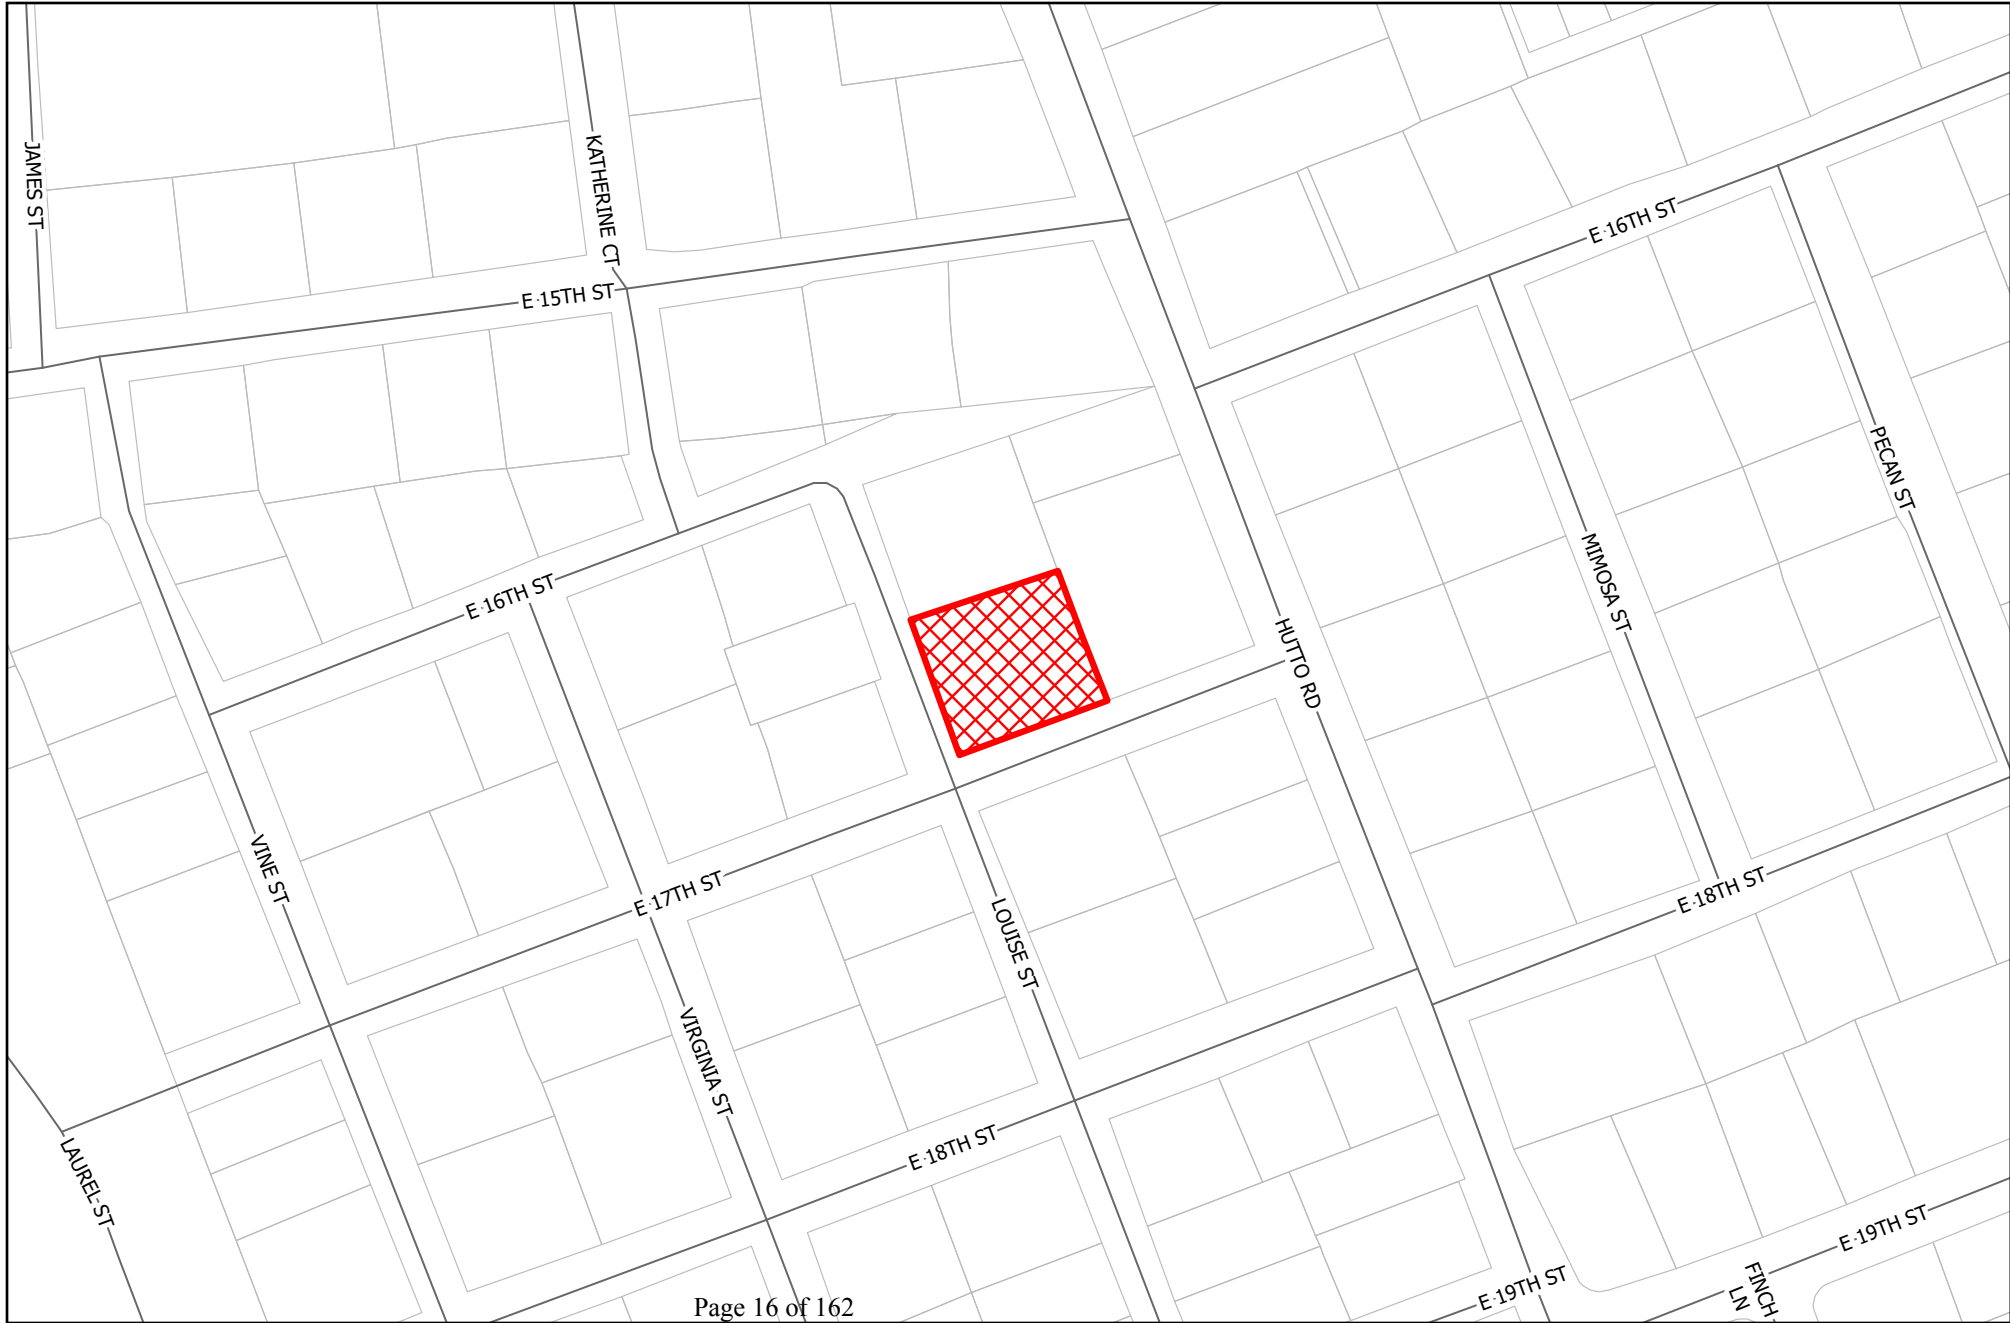 JAMES ST
KATHERINE CT
E 15TH ST
E 16TH ST
PECAN ST
MIMOSA ST
E 16TH ST
HUTTO RD
VINE ST
E 17TH ST
E 18TH ST
LOUISE ST
VIRGINIA ST
E 18TH ST
LAUREL ST
E 19TH ST
E 19TH ST
FINCH
LN
Page 16 of 162